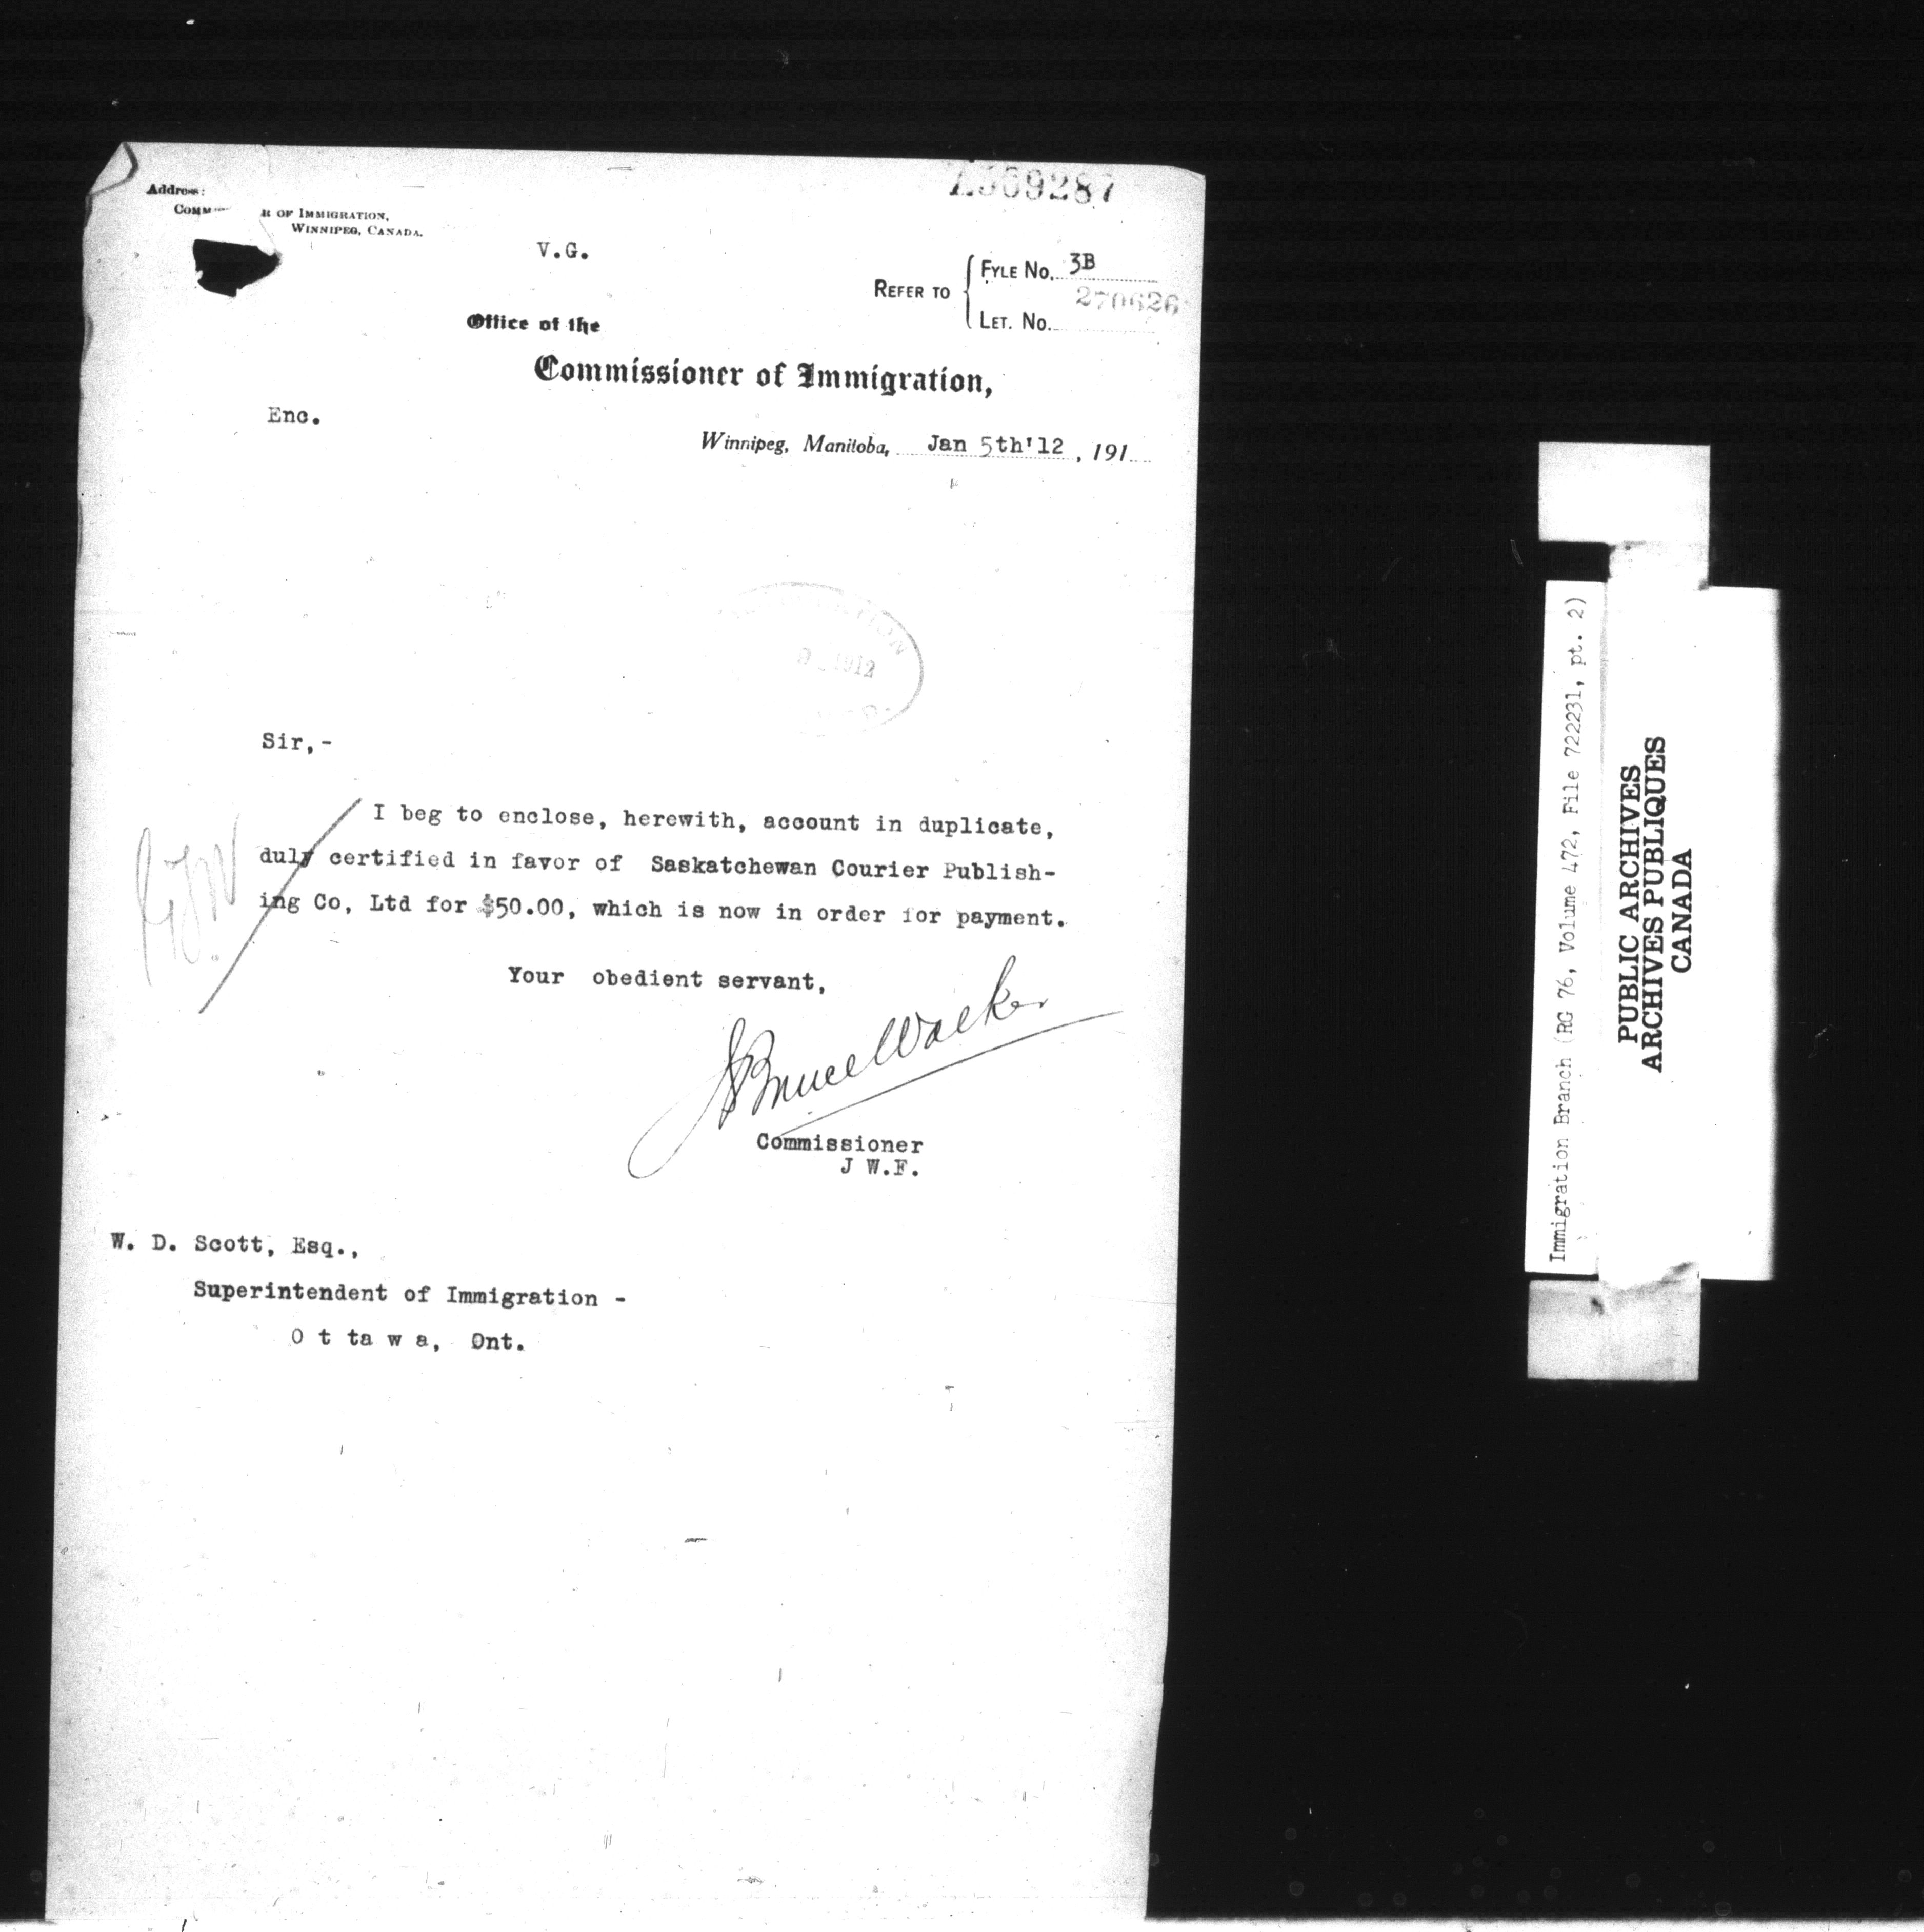 Address:
COMM R OF IMMIGRATION,
WINNIPEG, CANADA.
V.G.
REFER TO
FYLE No. 3B
270626
LET. No.
Office of the
Commissioner of Immigration,
Enc.
Winnipeg, Manitoba, Jan 5th'12, 191
1912
Sir,-
I beg to enclose, herewith, account in duplicate,
duly certified in favor of Saskatchewan Courier Publish-
ing Co, Ltd for $50.00, which is now in order for payment.
Your obedient servant,
J Bruce Walker
Commissioner
J W.F.
W. D. Scott, Esq.,
Superintendent of Immigration -
O t ta w a, Ont.
Immigration Branch (RG 76, Volume 472, File 722231, pt. 2)
PUBLIC ARCHIVES
ARCHIVES PUBLIQUES
CANADA